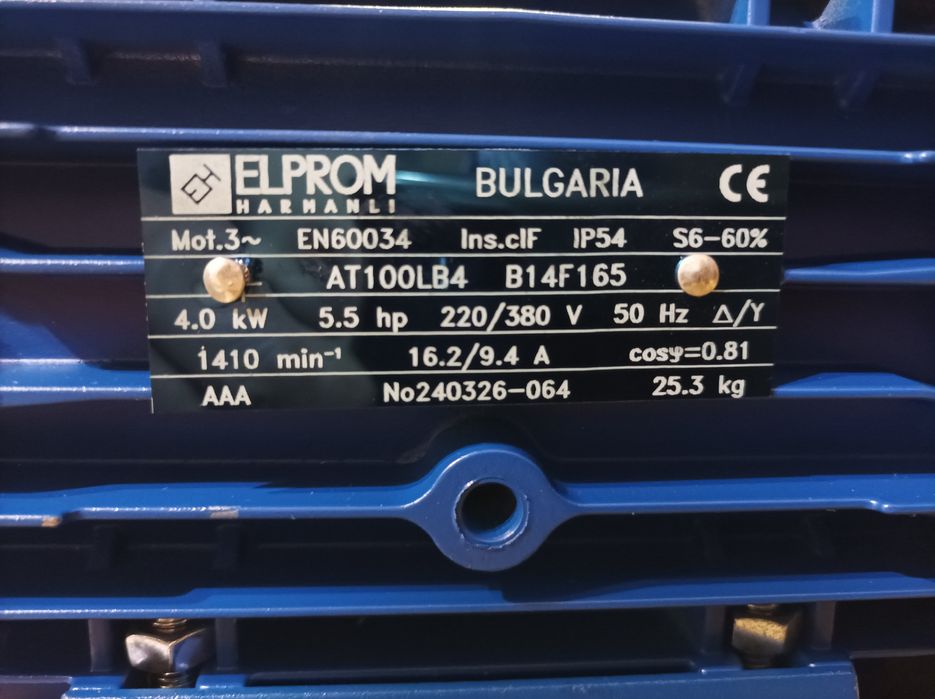 EH ELPROM BULGARIA CE
HARMANLI
Mot.3~ EN60034 Ins.clF IP54 S6-60%
AT100LB4 B14F165
4.0 kW 5.5 hp 220/380 V 50 Hz Δ/Y
1410 min⁻¹ 16.2/9.4 A cosφ=0.81
AAA No240326-064 25.3 kg